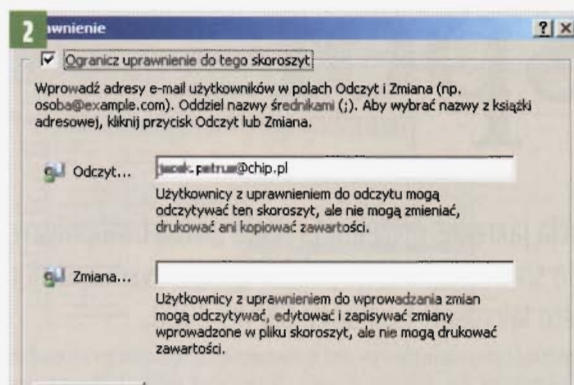 2
wnienie
Ogranicz uprawnienie do tego skoroszyt
Wprowadź adresy e-mail użytkowników w polach Odczyt i Zmiana (np.
osoba@example.com). Oddziel nazwy średnikami (;). Aby wybrać nazwy z książki
adresowej, kliknij przycisk Odczyt lub Zmiana.
Odczyt... @chip.pl
Użytkownicy z uprawnieniem do odczytu mogą
odczytywać ten skoroszyt, ale nie mogą zmieniać,
drukować ani kopiować zawartości.
Zmiana...
Użytkownicy z uprawnieniem do wprowadzania zmian
mogą odczytywać, edytować i zapisywać zmiany
wprowadzone w pliku skoroszyt, ale nie mogą drukować
zawartości.